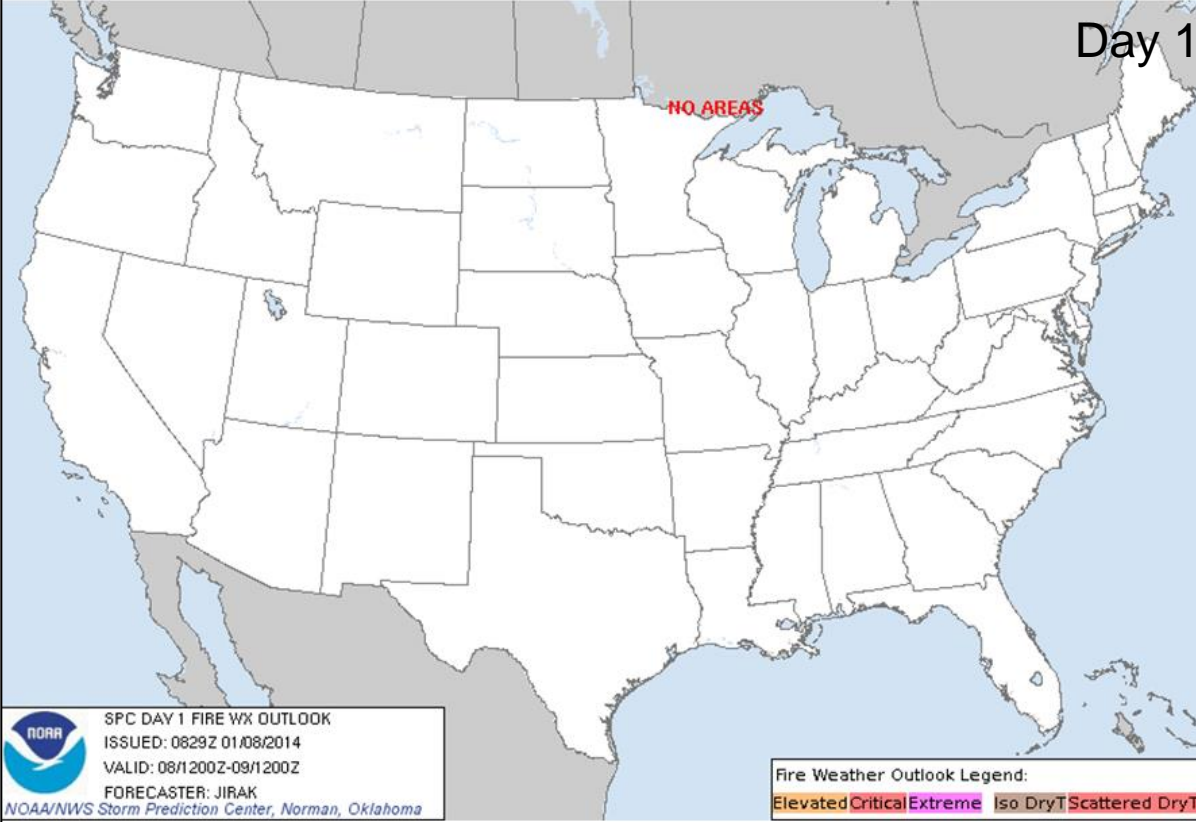 Day 1
NO AREAS
NOAA
SPC DAY 1 FIRE WX OUTLOOK
ISSUED: 0829Z 01/08/2014
VALID: 08/1200Z-09/1200Z
FORECASTER: JIRAK
NOAA/NWS Storm Prediction Center, Norman, Oklahoma
Fire Weather Outlook Legend:
Elevated Critical Extreme Iso DryT Scattered DryT